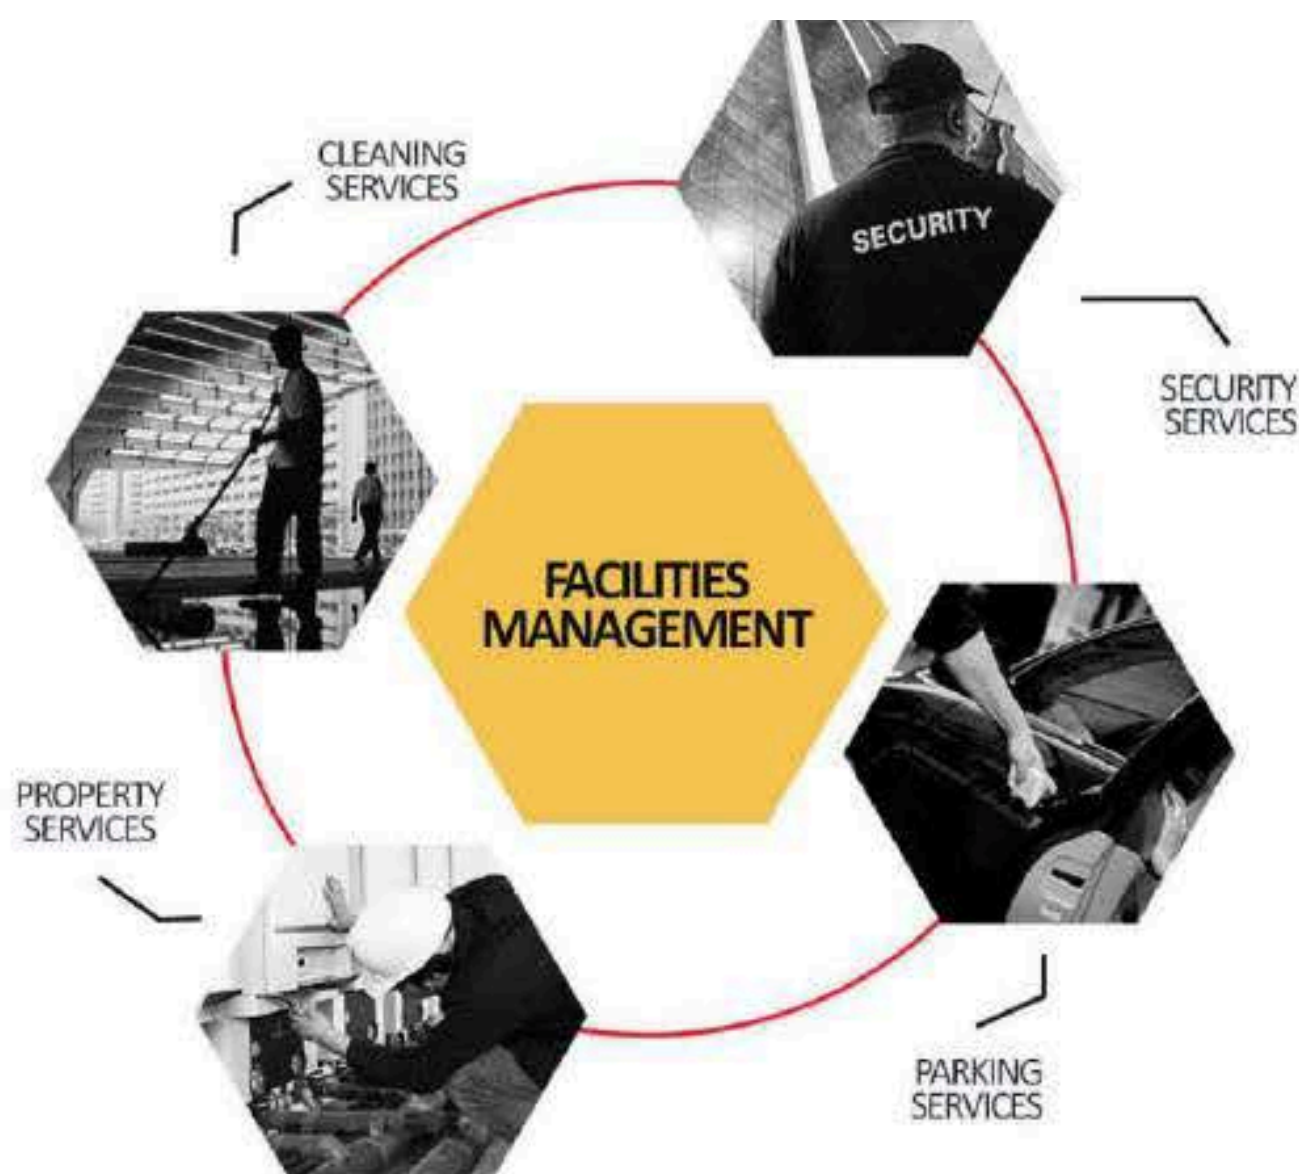 CLEANING
SERVICES
SECURITY
SECURITY
SERVICES
FACILITIES
MANAGEMENT
PROPERTY
SERVICES
PARKING
SERVICES